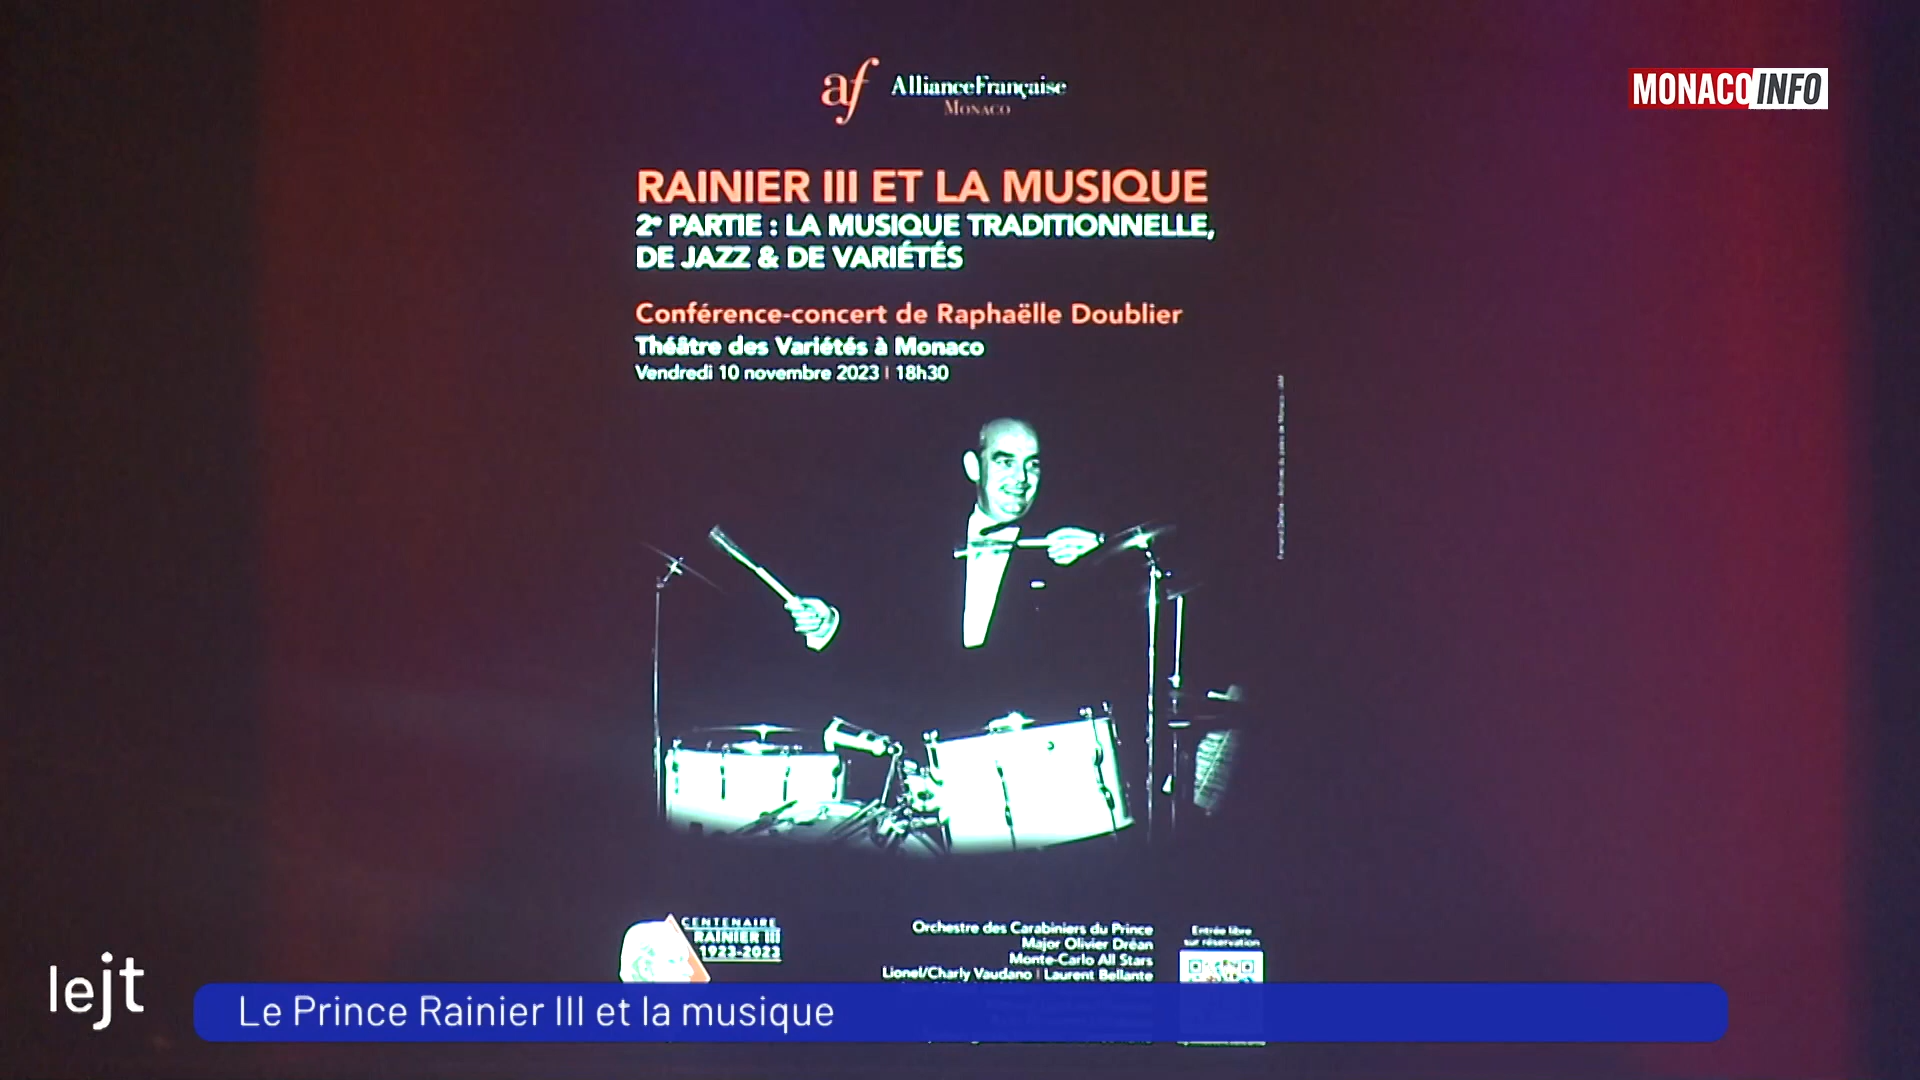 af AllianceFrançaise
MONACO
MONACO INFO
RAINIER III ET LA MUSIQUE
2e PARTIE : LA MUSIQUE TRADITIONNELLE,
DE JAZZ & DE VARIÉTÉS
Conférence-concert de Raphaëlle Doublier
Théâtre des Variétés à Monaco
Vendredi 10 novembre 2023 | 18h30
CENTENAIRE
RAINIER III
1923-2023
Orchestre des Carabiniers du Prince
Major Olivier Dréan
Monte-Carlo All Stars
Lionel/Charly Vaudano | Laurent Bellante
Entrée libre
sur réservation
lejt
Le Prince Rainier III et la musique